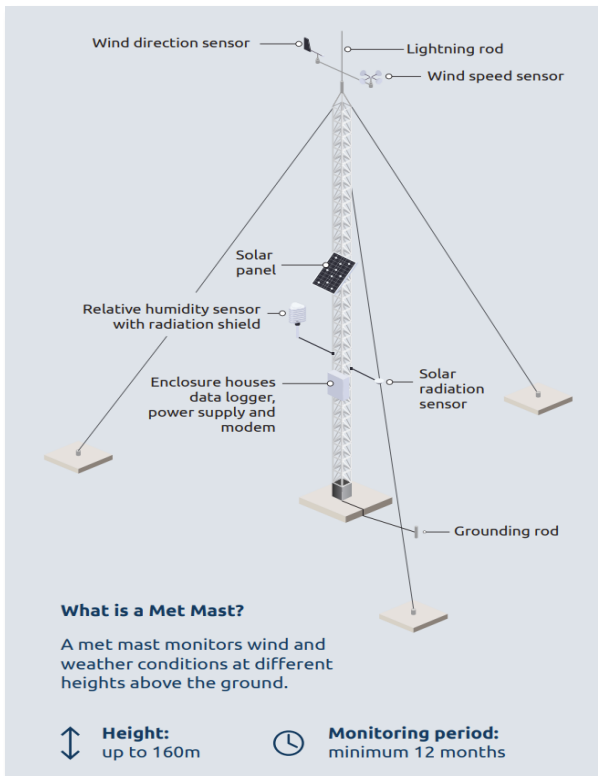 Wind direction sensor
Lightning rod
Wind speed sensor
Solar
panel
Relative humidity sensor
with radiation shield
Enclosure houses
data logger,
power supply and
modem
Solar
radiation
sensor
Grounding rod
What is a Met Mast?
A met mast monitors wind and
weather conditions at different
heights above the ground.
Height:
up to 160m
Monitoring period:
minimum 12 months